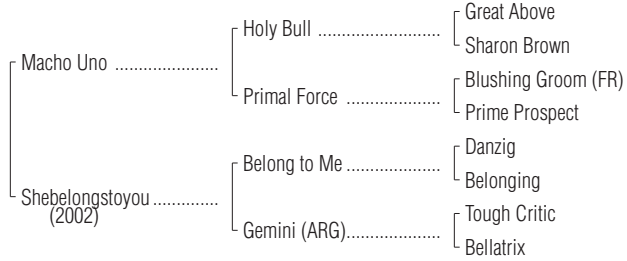 Great Above
Holy Bull ........................
Sharon Brown
Macho Uno ....................
Blushing Groom (FR)
Primal Force ..................
Prime Prospect
Danzig
Belong to Me ..................
Belonging
Shebelongstoyou .............
(2002)
Tough Critic
Gemini (ARG)..................
Bellatrix